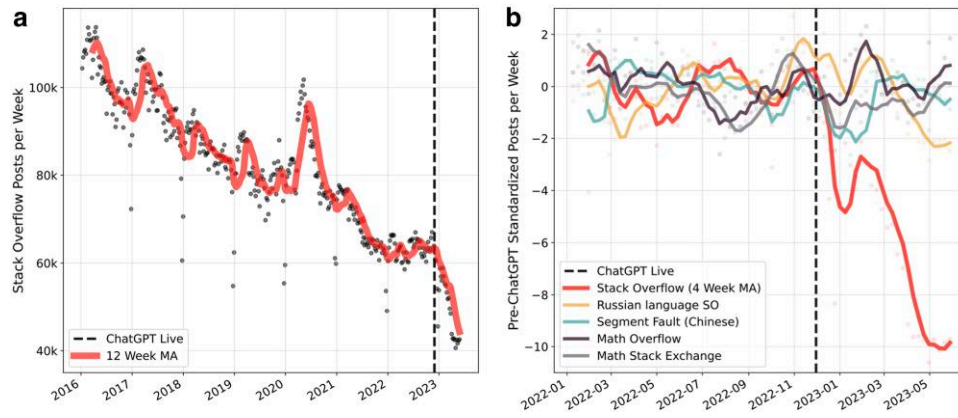 a
Stack Overflow Posts per Week
100k
80k
60k
40k
ChatGPT Live
12 Week MA
2016
2017
2018
2019
2020
2021
2022
2023
b
Pre-ChatGPT Standardized Posts per Week
2
0
−2
−4
−6
−8
−10
ChatGPT Live
Stack Overflow (4 Week MA)
Russian language SO
Segment Fault (Chinese)
Math Overflow
Math Stack Exchange
2022-01
2022-03
2022-05
2022-07
2022-09
2022-11
2023-01
2023-03
2023-05